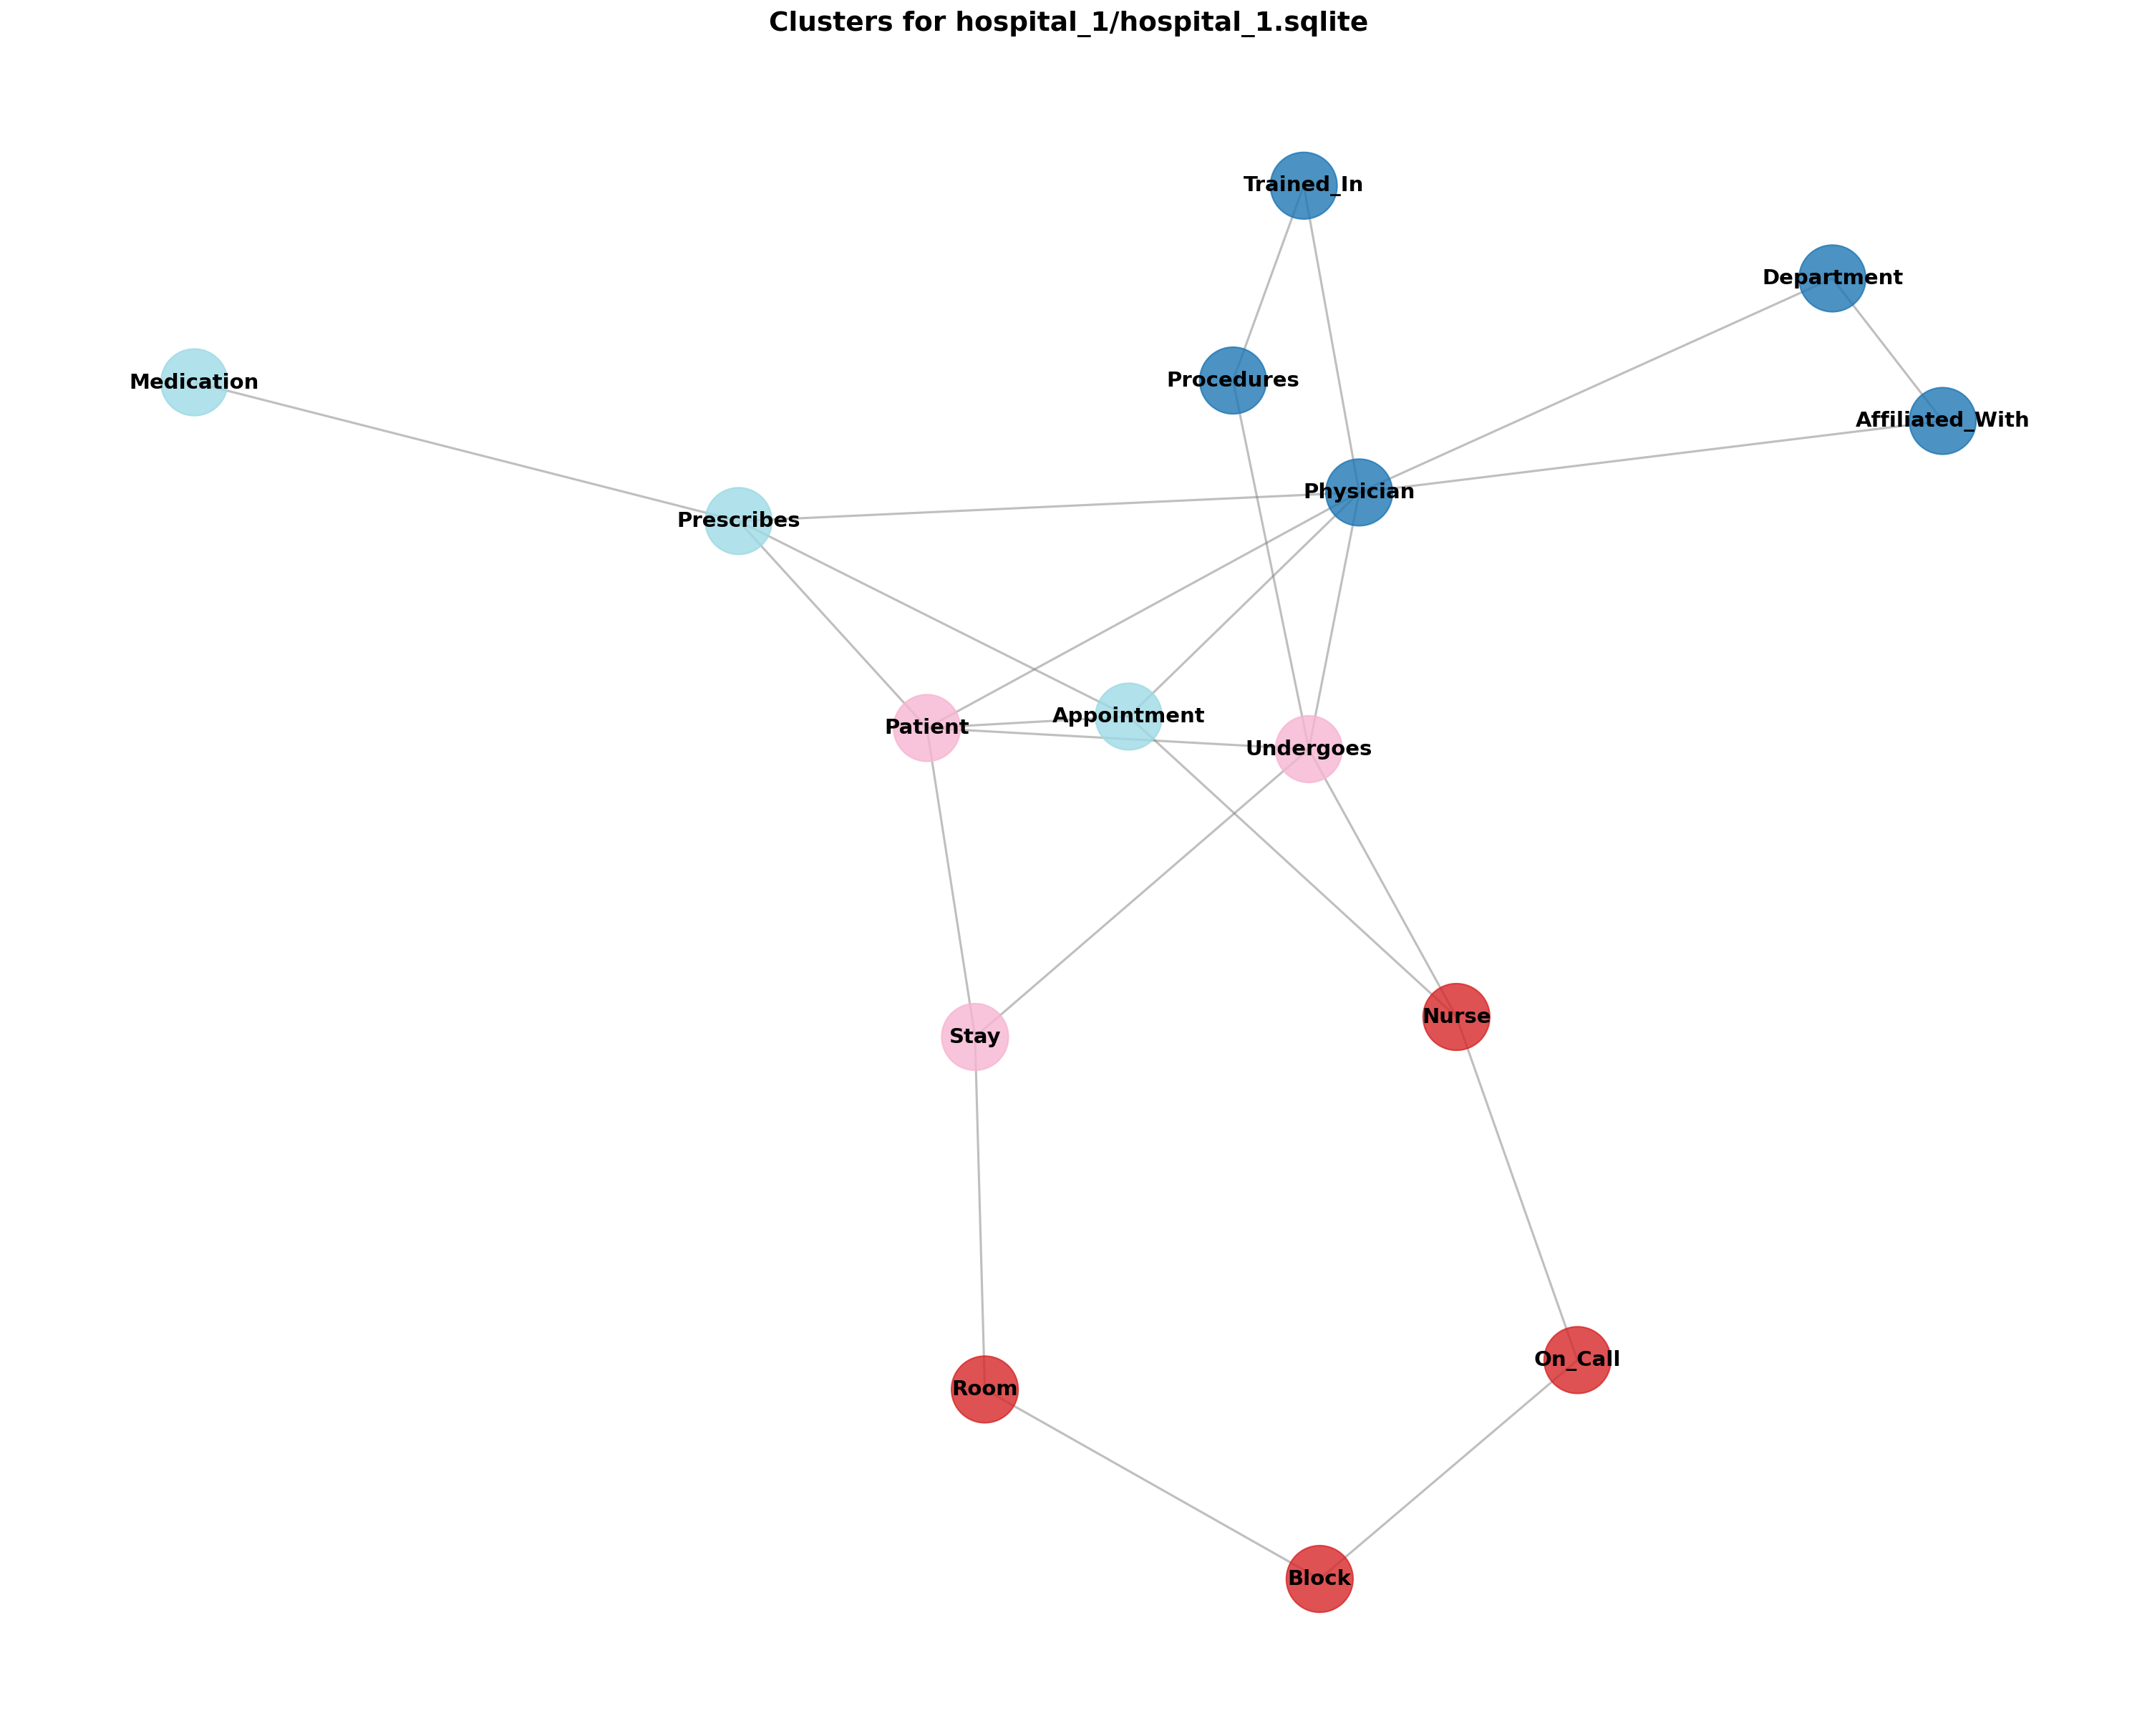 Clusters for hospital_1/hospital_1.sqlite
Trained_In
Department
Procedures
Medication
Affiliated_With
Physician
Prescribes
Appointment
Patient
Undergoes
Nurse
Stay
On_Call
Room
Block